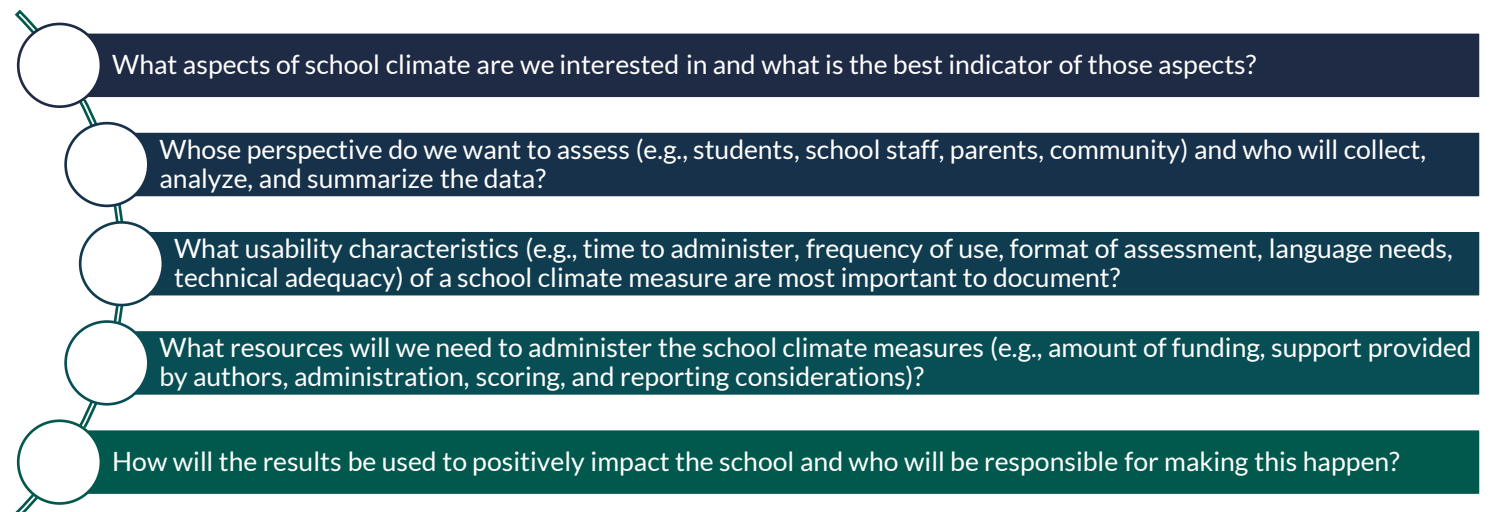 What aspects of school climate are we interested in and what is the best indicator of those aspects?
Whose perspective do we want to assess (e.g., students, school staff, parents, community) and who will collect,
analyze, and summarize the data?
What usability characteristics (e.g., time to administer, frequency of use, format of assessment, language needs,
technical adequacy) of a school climate measure are most important to document?
What resources will we need to administer the school climate measures (e.g., amount of funding, support provided
by authors, administration, scoring, and reporting considerations)?
How will the results be used to positively impact the school and who will be responsible for making this happen?